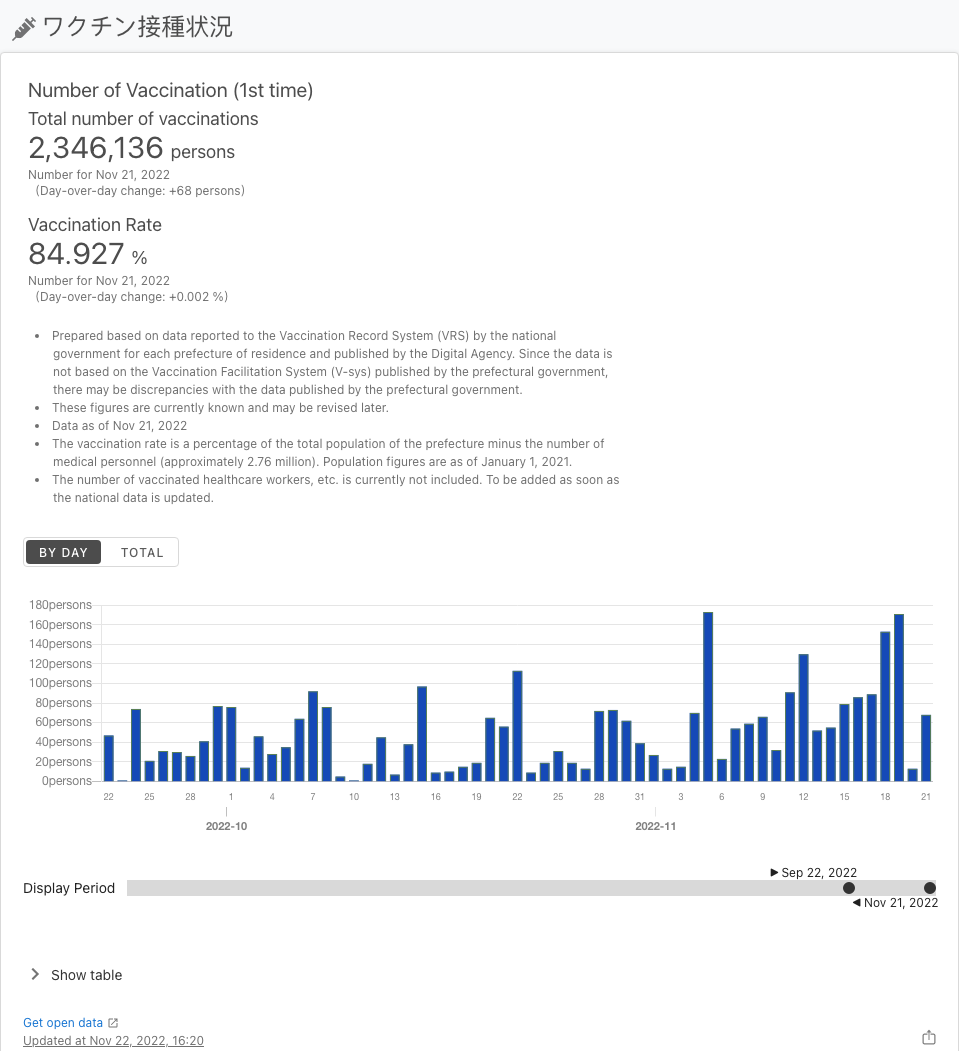 ワクチン接種状況
Number of Vaccination (1st time)
Total number of vaccinations
2,346,136 persons
Number for Nov 21, 2022
(Day-over-day change: +68 persons)
Vaccination Rate
84.927 %
Number for Nov 21, 2022
(Day-over-day change: +0.002 %)
• Prepared based on data reported to the Vaccination Record System (VRS) by the national
government for each prefecture of residence and published by the Digital Agency. Since the data is
not based on the Vaccination Facilitation System (V-sys) published by the prefectural government,
there may be discrepancies with the data published by the prefectural government.
• These figures are currently known and may be revised later.
• Data as of Nov 21, 2022
• The vaccination rate is a percentage of the total population of the prefecture minus the number of
medical personnel (approximately 2.76 million). Population figures are as of January 1, 2021.
• The number of vaccinated healthcare workers, etc. is currently not included. To be added as soon as
the national data is updated.
BY DAY TOTAL
180persons
160persons
140persons
120persons
100persons
80persons
60persons
40persons
20persons
0persons
22 25 28 1 4 7 10 13 16 19 22 25 28 31 3 6 9 12 15 18 21
2022-10 2022-11
Sep 22, 2022
Display Period
Nov 21, 2022
Show table
Get open data
Updated at Nov 22, 2022, 16:20